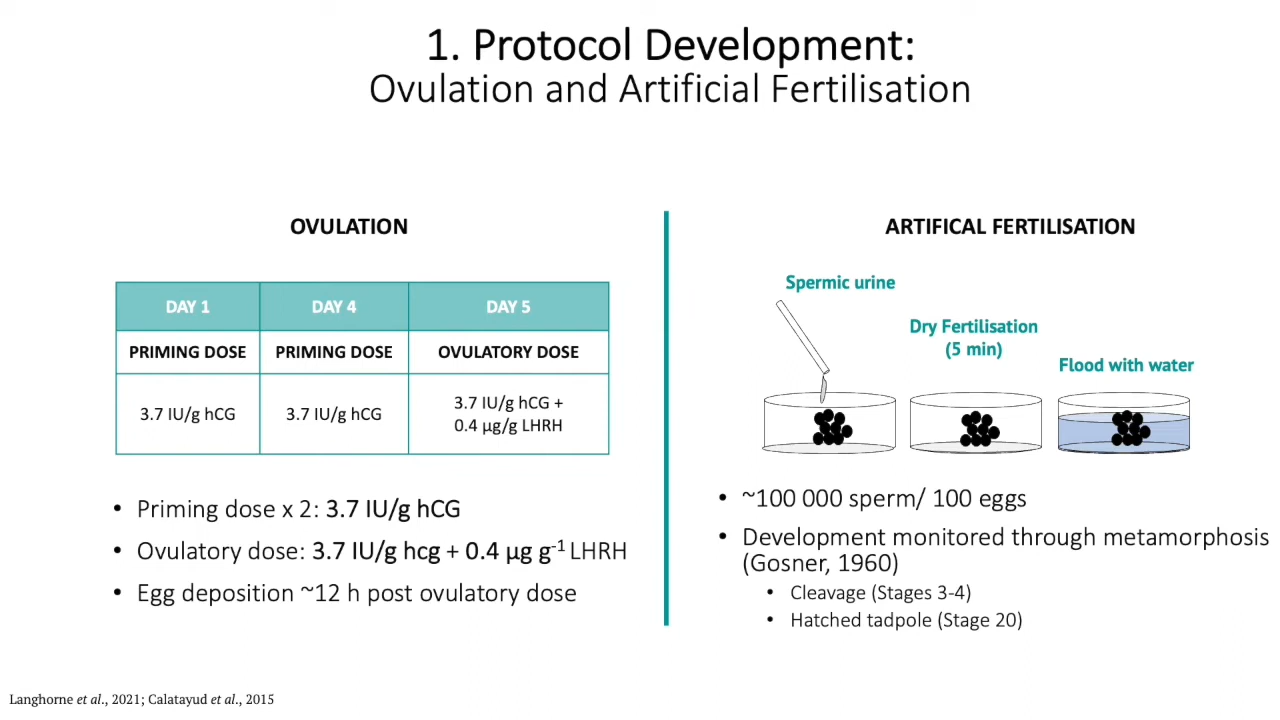 1. Protocol Development:
Ovulation and Artificial Fertilisation
OVULATION
DAY 1
DAY 4
DAY 5
PRIMING DOSE
PRIMING DOSE
OVULATORY DOSE
3.7 IU/g hCG
3.7 IU/g hCG
3.7 IU/g hCG +
0.4 µg/g LHRH
• Priming dose x 2: 3.7 IU/g hCG
• Ovulatory dose: 3.7 IU/g hcg + 0.4 µg g⁻¹ LHRH
• Egg deposition ~12 h post ovulatory dose
ARTIFICAL FERTILISATION
Spermic urine
Dry Fertilisation
(5 min)
Flood with water
• ~100 000 sperm/ 100 eggs
• Development monitored through metamorphosis
(Gosner, 1960)
• Cleavage (Stages 3-4)
• Hatched tadpole (Stage 20)
Langhorne et al., 2021; Calatayud et al., 2015